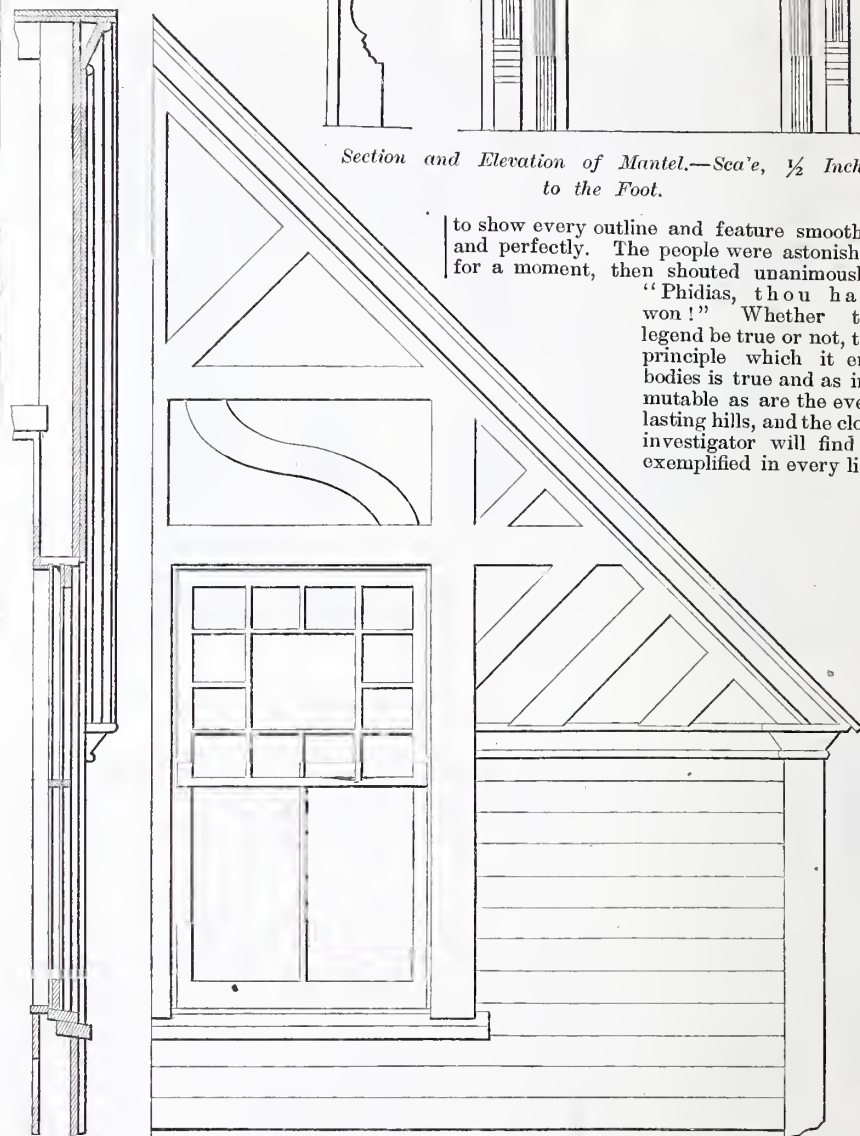 Section and Elevation of Mantel.—Sca'e, ½ Inch
to the Foot.
to show every outline and feature smooth
and perfectly. The people were astonish
for a moment, then shouted unanimousl
“Phidias, thou ha
won!” Whether t
legend be true or not, t
principle which it e
bodies is true and as i
mutable as are the eve
lasting hills, and the clo
investigator will find
exemplified in every li